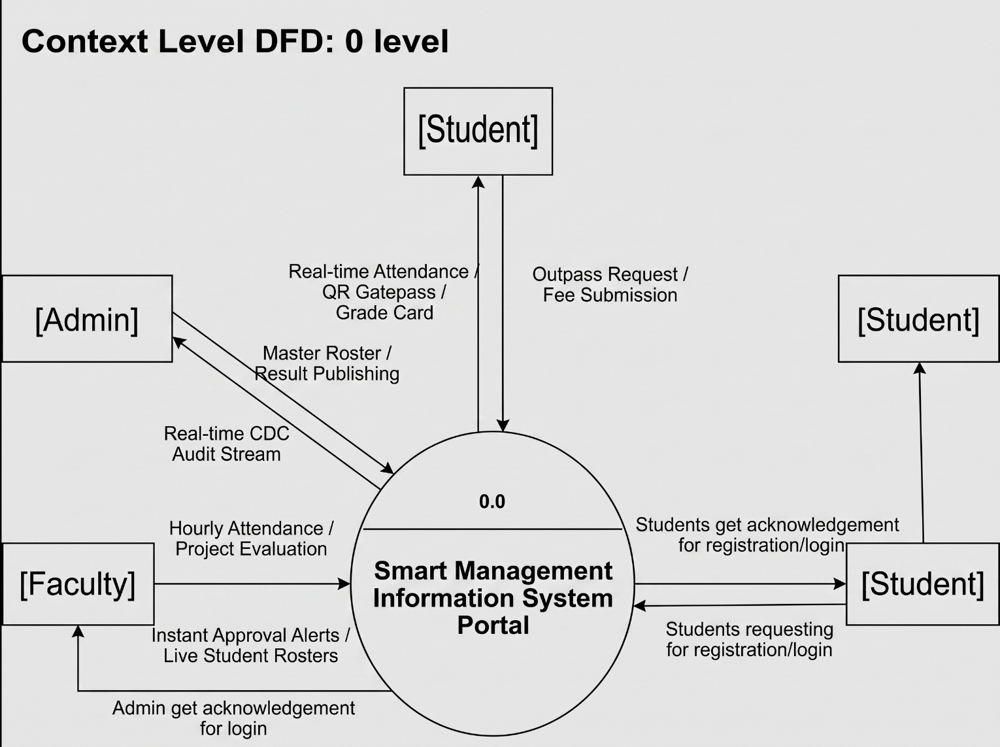 Context Level DFD: 0 level
[Student]
Real-time Attendance /
QR Gatepass /
Grade Card
Outpass Request /
Fee Submission
[Admin]
[Student]
Master Roster /
Result Publishing
Real-time CDC
Audit Stream
0.0
Smart Management
Information System
Portal
Hourly Attendance /
Project Evaluation
[Faculty]
Instant Approval Alerts /
Live Student Rosters
Admin get acknowledgement
for login
Students get acknowledgement
for registration/login
[Student]
Students requesting
for registration/login